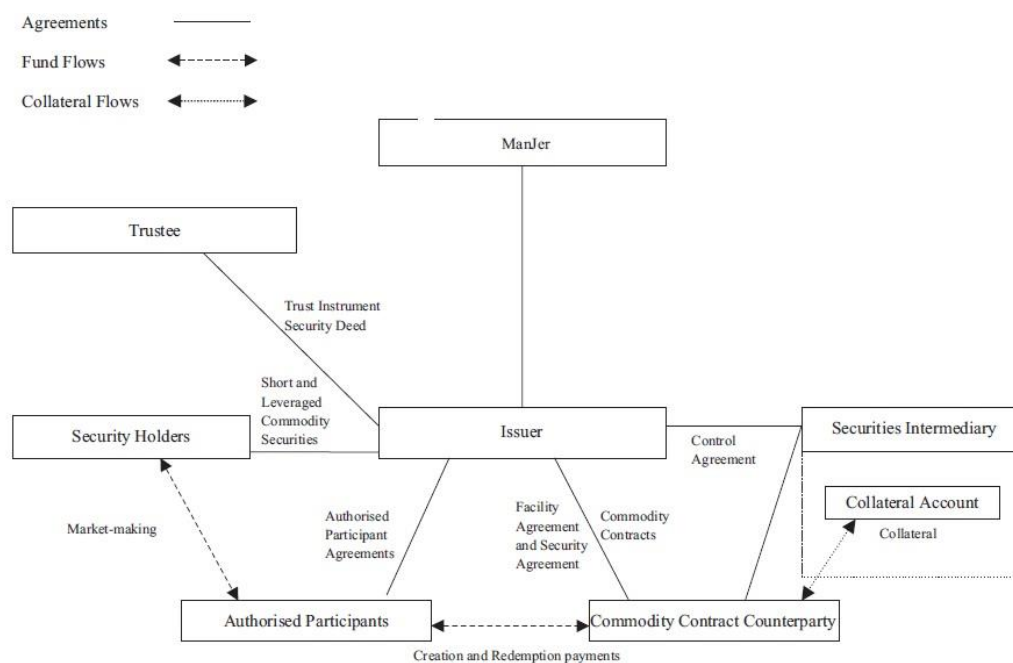 Agreements
Fund Flows
Collateral Flows
ManJer
Trustee
Trust Instrument
Security Deed
Short and
Leveraged
Commodity
Securities
Security Holders
Issuer
Securities Intermediary
Control
Agreement
Collateral Account
Collateral
Market-making
Authorised
Participant
Agreements
Facility
Agreement
and Security
Agreement
Commodity
Contracts
Authorised Participants
Commodity Contract Counterparty
Creation and Redemption payments